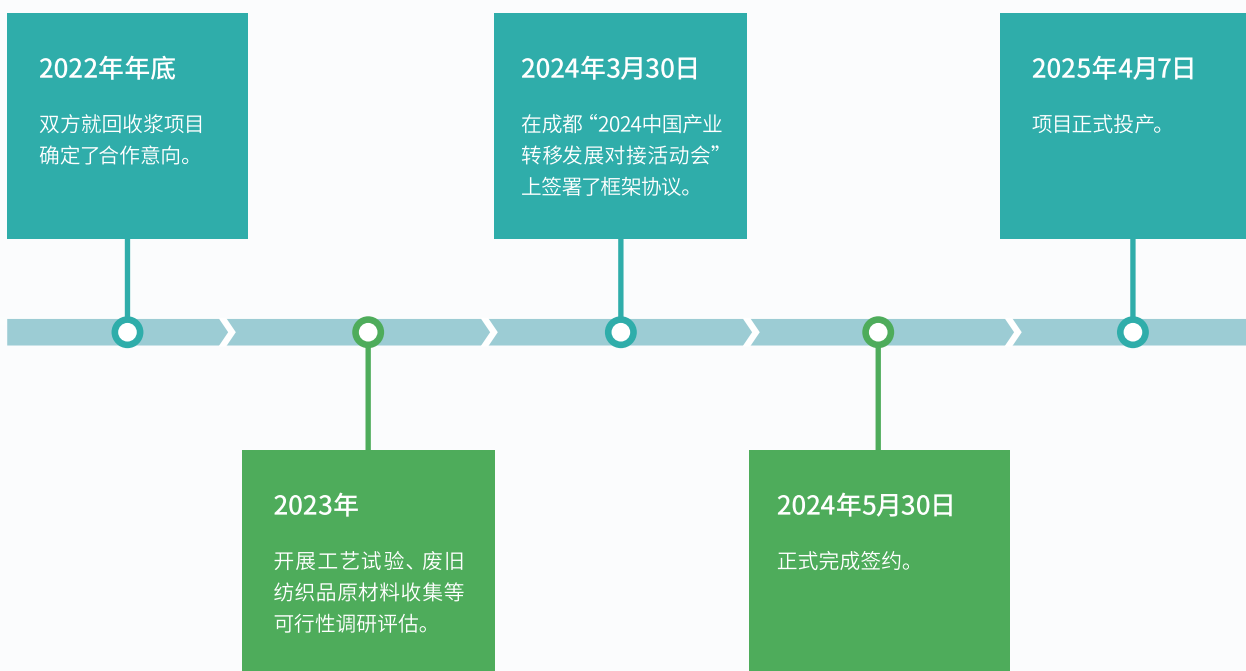 2022年年底
双方就回收浆项目
确定了合作意向。
2023年
开展工艺试验、废旧
纺织品原材料收集等
可行性调研评估。
2024年3月30日
在成都“2024中国产业
转移发展对接活动会”
上签署了框架协议。
2024年5月30日
正式完成签约。
2025年4月7日
项目正式投产。